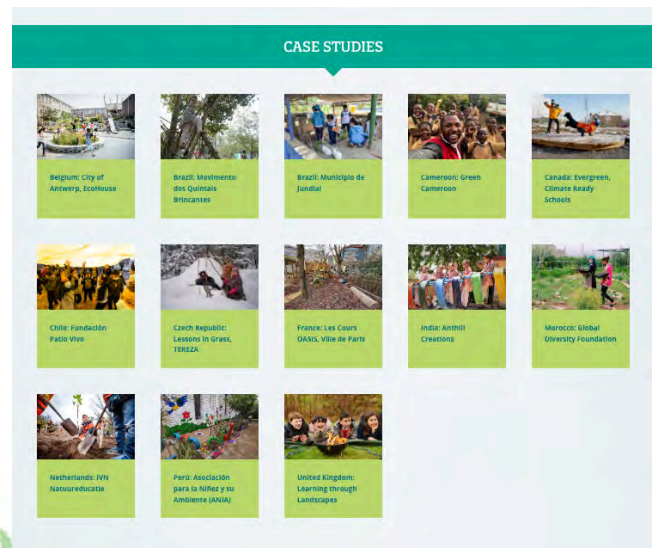 CASE STUDIES
Belgium: City of
Antwerp, EcoHouse
Brazil: Movimento
dos Quintais
Brincantes
Brazil: Município de
Jundiaí
Cameroon: Green
Cameroon
Canada: Evergreen,
Climate Ready
Schools
Chile: Fundación
Patio Vivo
Czech Republic:
Lessons in Grass,
TEREZA
France: Les Cours
OASIS, Ville de Paris
India: Anthill
Creations
Morocco: Global
Diversity Foundation
Netherlands: IVN
Natuureducatie
Perú: Asociación
para la Niñez y su
Ambiente (ANIA)
United Kingdom:
Learning through
Landscapes